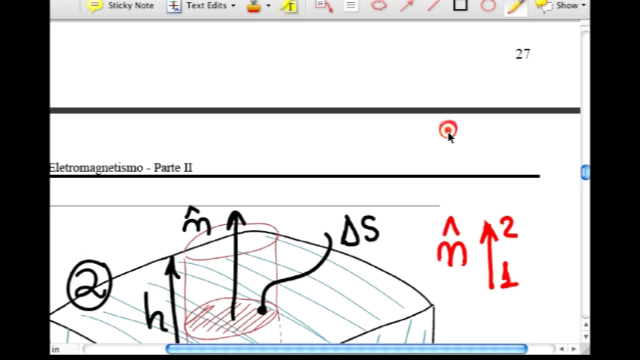 Sticky Note Text Edits T Show
27
Eletromagnetismo - Parte II
n̂ ΔS n̂ 2
2 1
h
in